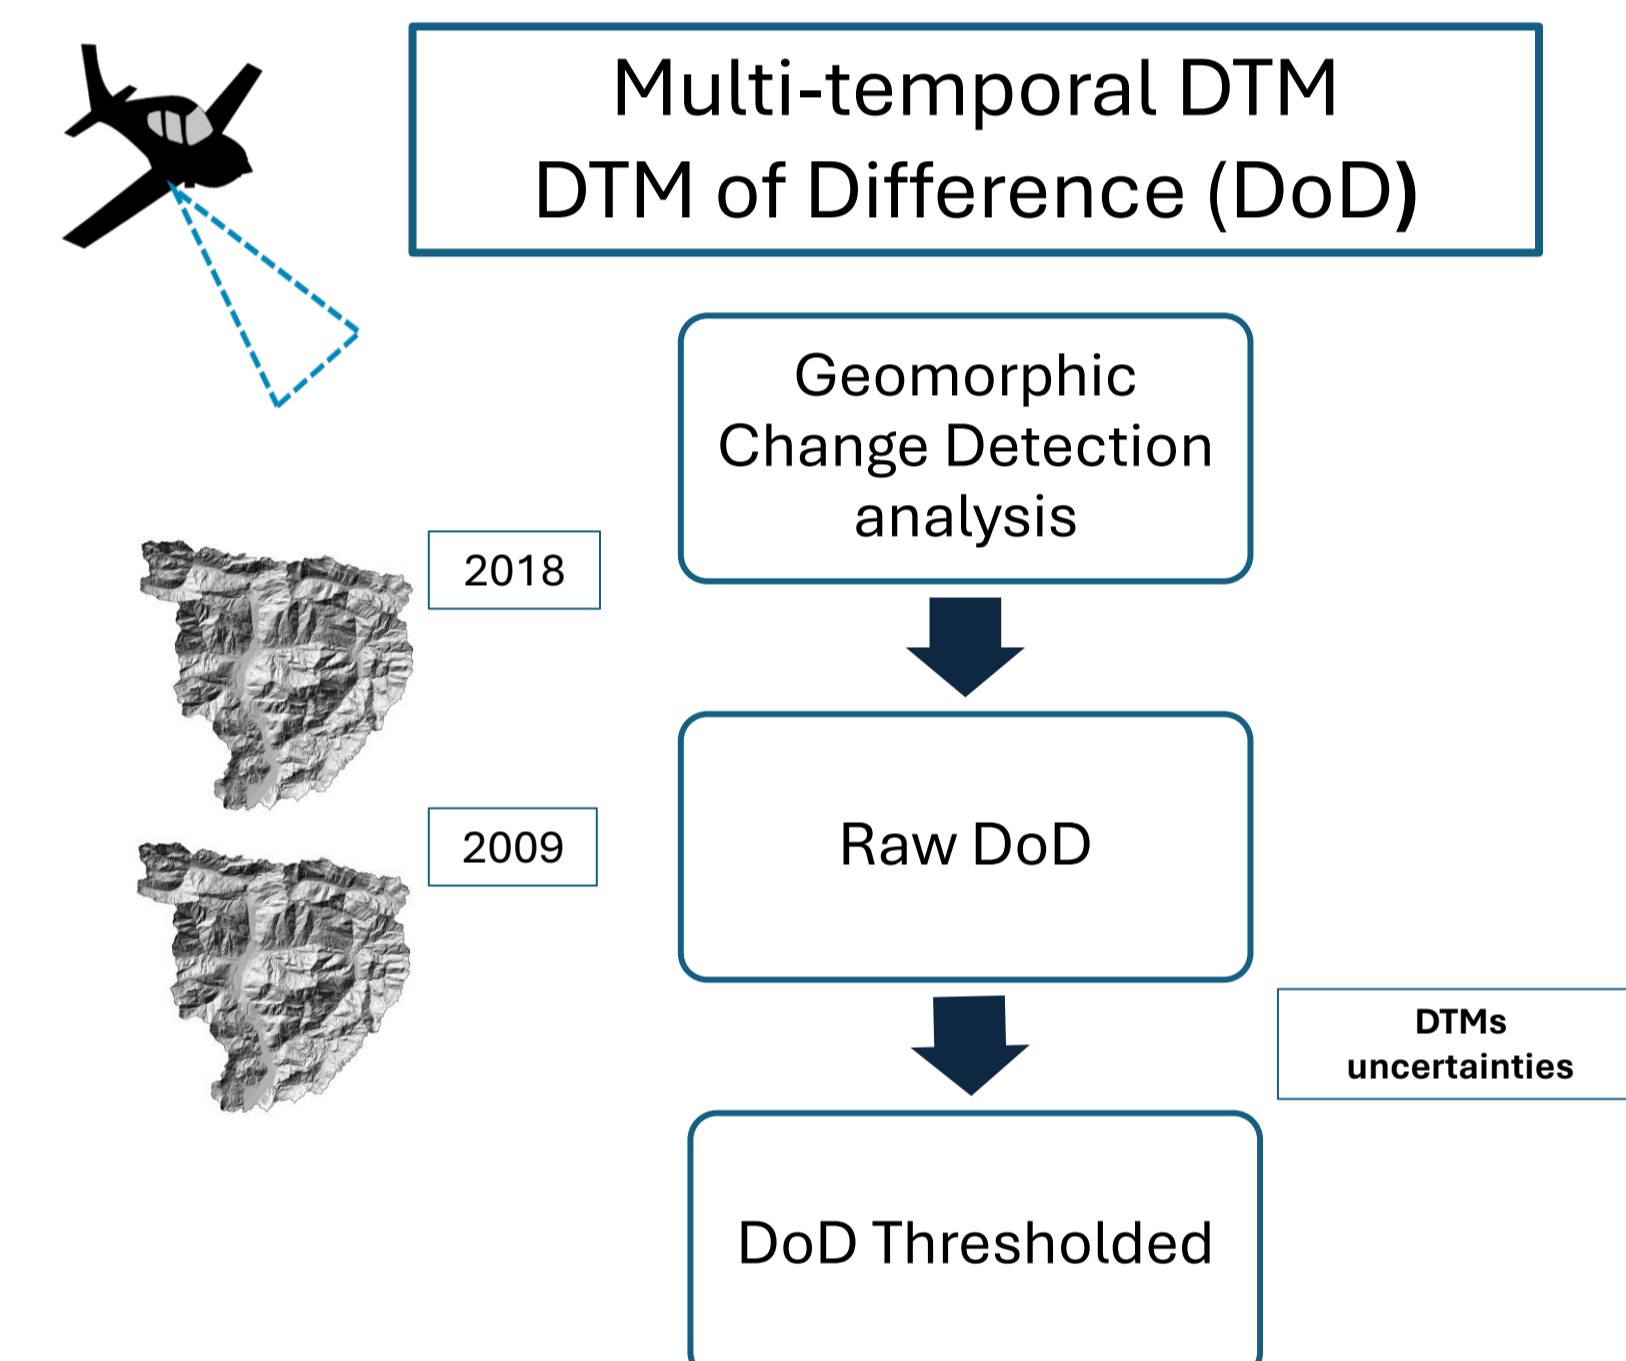 Multi-temporal DTM
DTM of Difference (DoD)
Geomorphic
Change Detection
analysis
2018
2009
Raw DoD
DTMs
uncertainties
DoD Thresholded